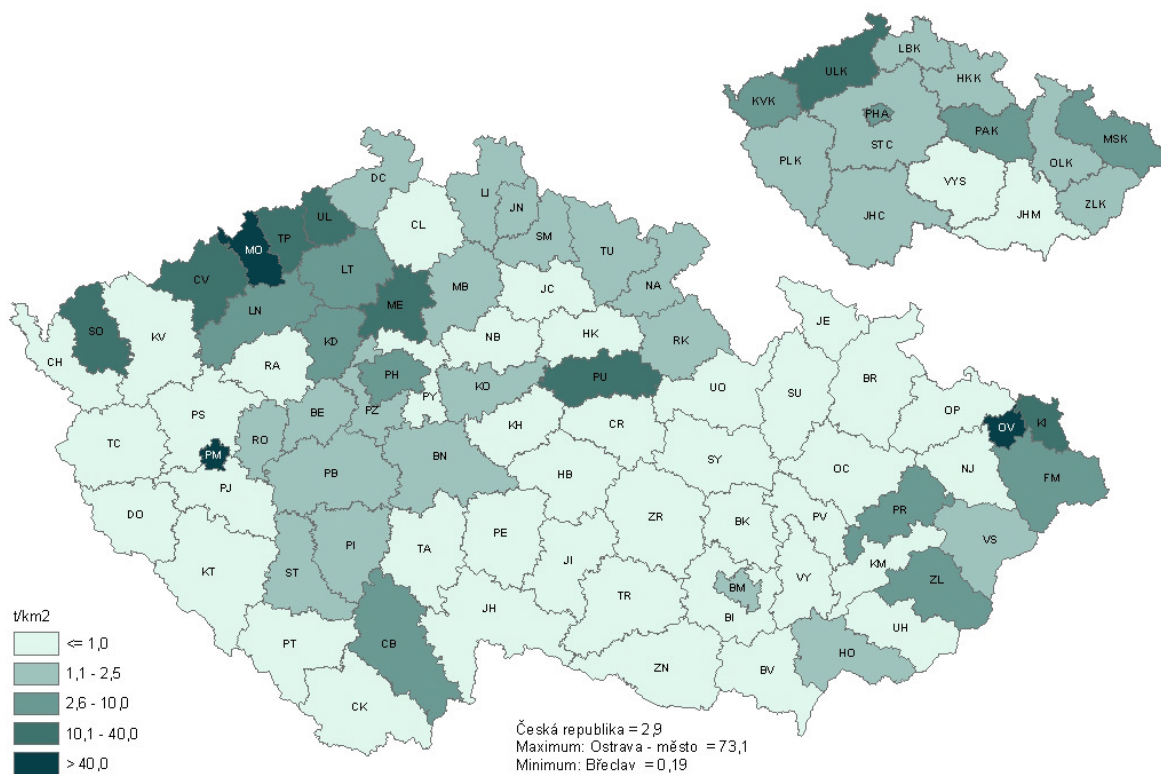 LBK
ULK
HKK
KVK
PHA
PAK
MSK
STC
PLK
OLK
VYS
ZLK
JHC
JHM
DC
LI
JN
CL
UL
TP
MO
SM
TU
LT
CV
MB
NA
JC
ME
LN
SO
KV
KD
NB
HK
RK
JE
CH
RA
PH
KO
PU
BR
SU
UO
PS
BE
PZ
PY
OP
KI
OV
TC
RO
KH
CR
PM
BN
SY
OC
NJ
FM
PB
HB
PJ
PR
DO
PE
ZR
BK
PV
VS
KT
ST
PI
TA
JI
KM
ZL
VY
BM
TR
JH
BI
UH
PT
CB
HO
ZN
BV
CK
t/km2
<= 1,0
1,1 - 2,5
2,6 - 10,0
10,1 - 40,0
> 40,0
Česká republika = 2,9
Maximum: Ostrava - město = 73,1
Minimum: Břeclav = 0,19